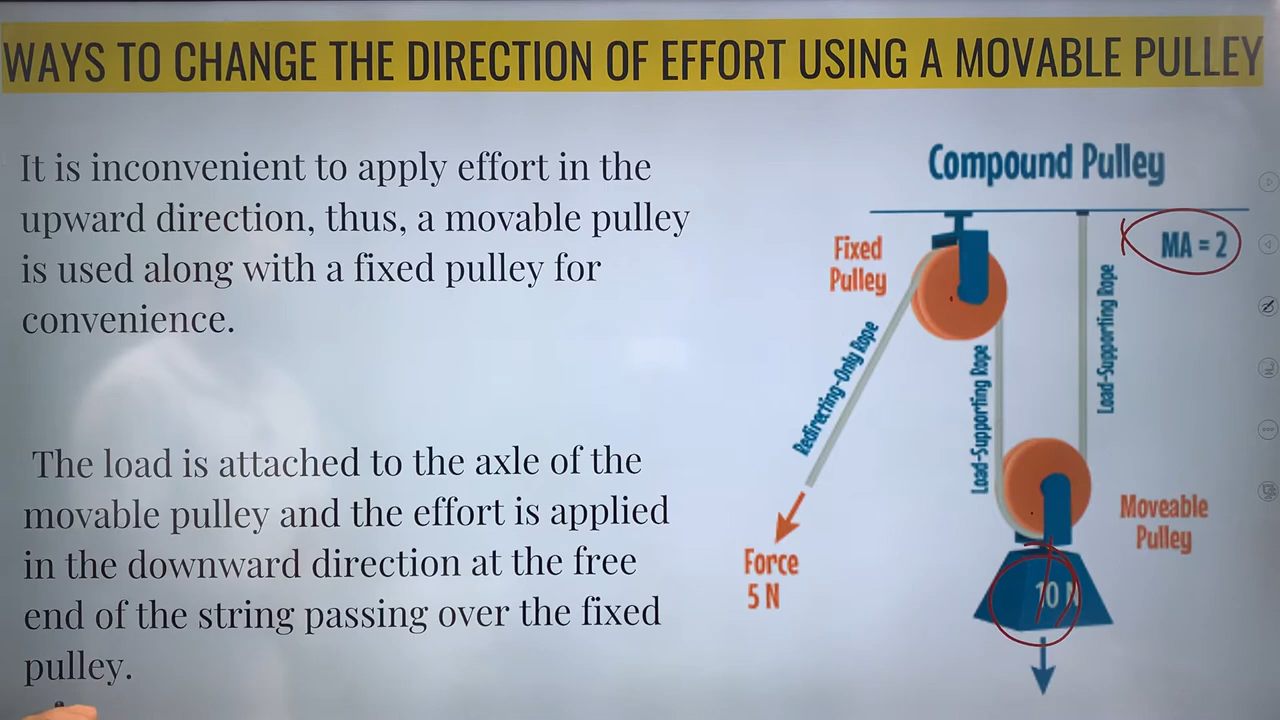 WAYS TO CHANGE THE DIRECTION OF EFFORT USING A MOVABLE PULLEY
It is inconvenient to apply effort in the
upward direction, thus, a movable pulley
is used along with a fixed pulley for
convenience.
The load is attached to the axle of the
movable pulley and the effort is applied
in the downward direction at the free
end of the string passing over the fixed
pulley.
Compound Pulley
Fixed
Pulley
MA = 2
Redirecting-Only Rope
Load-Supporting Rope
Load-Supporting Rope
Moveable
Pulley
Force
5 N
10 N